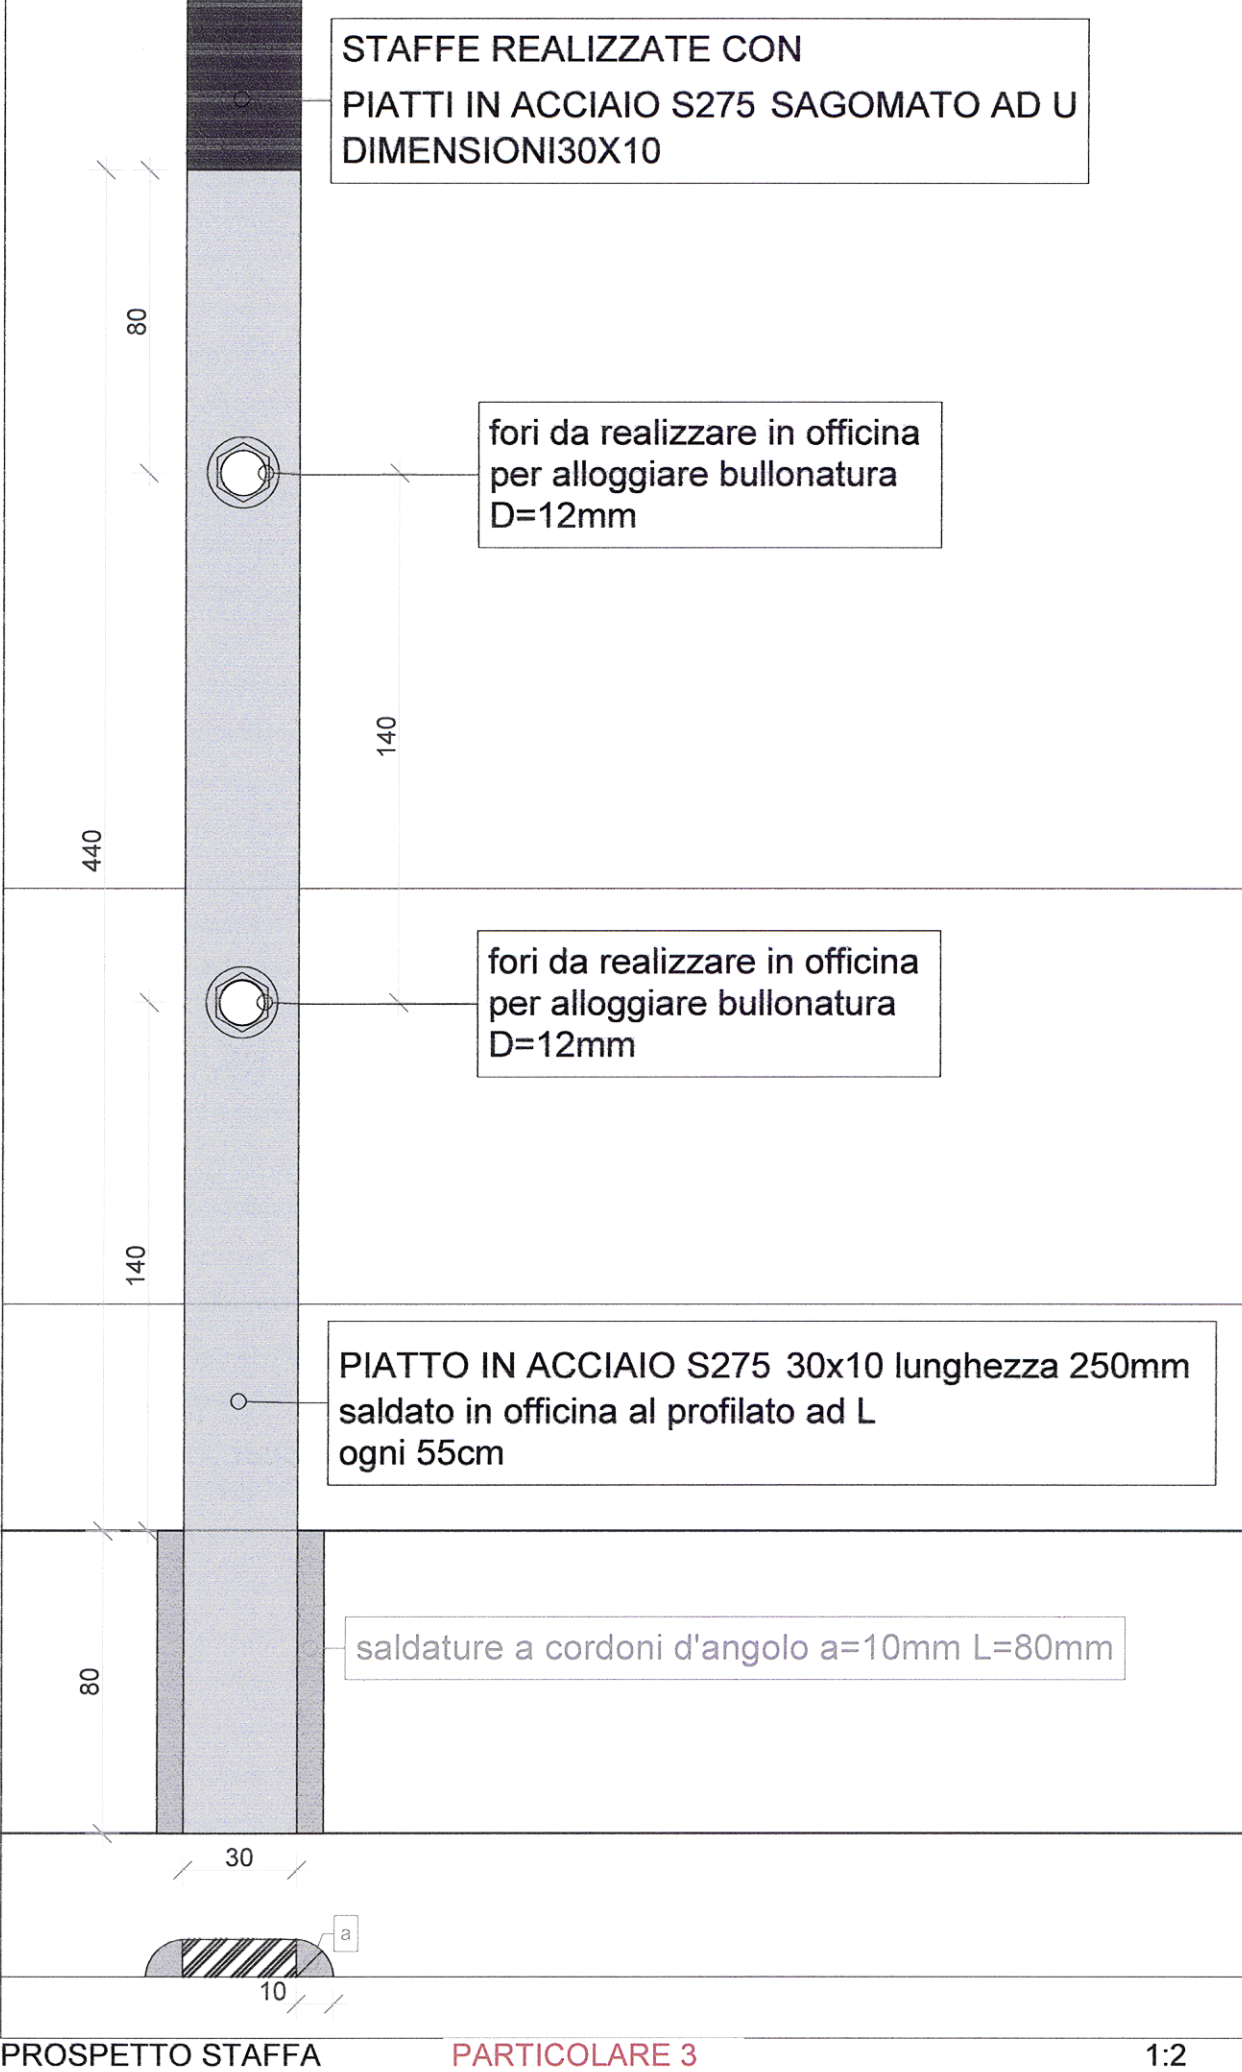 STAFFE REALIZZATE CON
PIATTI IN ACCIAIO S275 SAGOMATO AD U
DIMENSIONI30X10
80
fori da realizzare in officina
per alloggiare bullonatura
D=12mm
140
440
fori da realizzare in officina
per alloggiare bullonatura
D=12mm
140
PIATTO IN ACCIAIO S275 30x10 lunghezza 250mm
saldato in officina al profilato ad L
ogni 55cm
saldature a cordoni d'angolo a=10mm L=80mm
80
30
a
10
PROSPETTO STAFFA PARTICOLARE 3 1:2